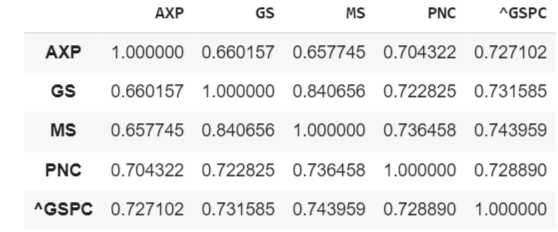 AXP GS MS PNC ^GSPC
AXP 1.000000 0.660157 0.657745 0.704322 0.727102
GS 0.660157 1.000000 0.840656 0.722825 0.731585
MS 0.657745 0.840656 1.000000 0.736458 0.743959
PNC 0.704322 0.722825 0.736458 1.000000 0.728890
^GSPC 0.727102 0.731585 0.743959 0.728890 1.000000